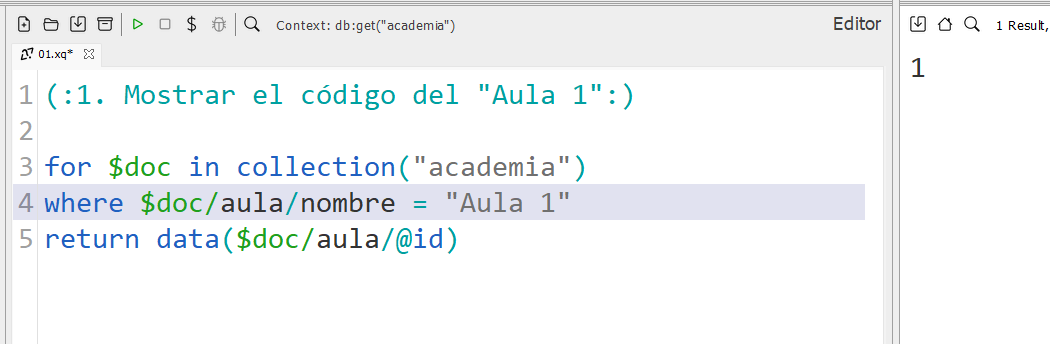 Context: db:get("academia")
Editor
1 Result,
01.xq*
1 (:1. Mostrar el código del "Aula 1":)
2
3 for $doc in collection("academia")
4 where $doc/aula/nombre = "Aula 1"
5 return data($doc/aula/@id)
1